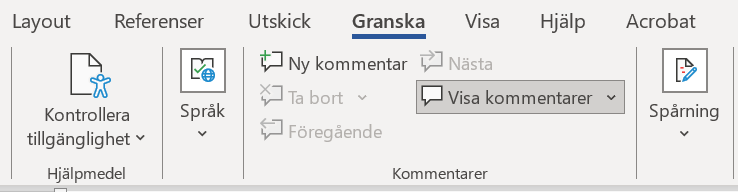 Layout Referenser Utskick Granska Visa Hjälp Acrobat
Kontrollera
tillgänglighet
Hjälpmedel
Språk
Ny kommentar
Ta bort
Föregående
Nästa
Visa kommentarer
Kommentarer
Spårning